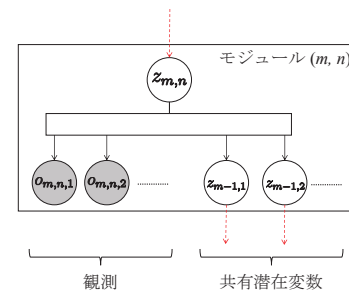 モジュール (m, n)
z_{m,n}
o_{m,n,1} o_{m,n,2} ............ z_{m-1,1} z_{m-1,2} ............
観測 共有潜在変数